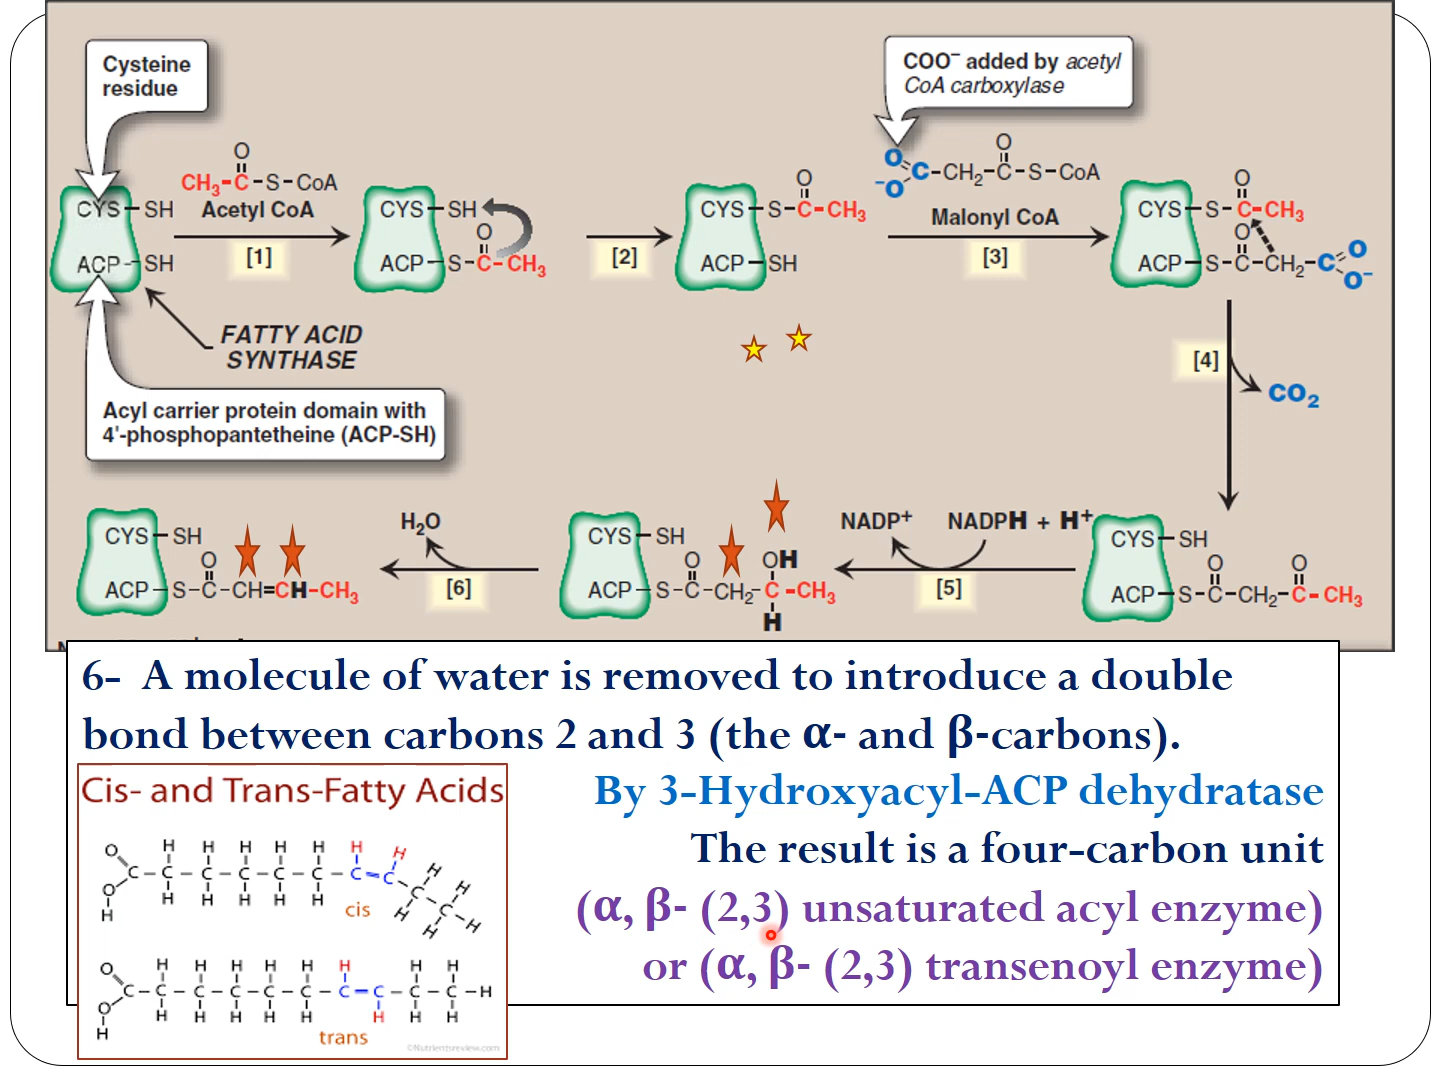 Cysteine
residue
COO⁻ added by acetyl
CoA carboxylase
O
CH₃-C-S-CoA
Acetyl CoA
[1]
CYS-SH
ACP-SH
CYS-SH
O
ACP-S-C-CH₃
[2]
O
CYS-S-C-CH₃
ACP-SH
O
⁻O
C-CH₂-C-S-CoA
O
Malonyl CoA
[3]
O
CYS-S-C-CH₃
O
ACP-S-C-CH₂-C
O
O⁻
FATTY ACID
SYNTHASE
Acyl carrier protein domain with
4'-phosphopantetheine (ACP-SH)
[4]
CO₂
CYS-SH
O
ACP-S-C-CH=CH-CH₃
H₂O
[6]
CYS-SH
O
OH
ACP-S-C-CH₂-C-CH₃
H
NADP⁺
NADPH + H⁺
[5]
CYS-SH
O
O
ACP-S-C-CH₂-C-CH₃
6- A molecule of water is removed to introduce a double
bond between carbons 2 and 3 (the α- and β-carbons).
By 3-Hydroxyacyl-ACP dehydratase
The result is a four-carbon unit
(α, β- (2,3) unsaturated acyl enzyme)
or (α, β- (2,3) transenoyl enzyme)
Cis- and Trans-Fatty Acids
H H H H H H H
O
C-C-C-C-C-C-C=C-C-C-H
O
H
H H H H H
H H
H H
cis
H H H H H H H H
O
C-C-C-C-C-C-C=C-C-C-H
O
H
H H H H H H H H
trans
©Nutrientsreview.com